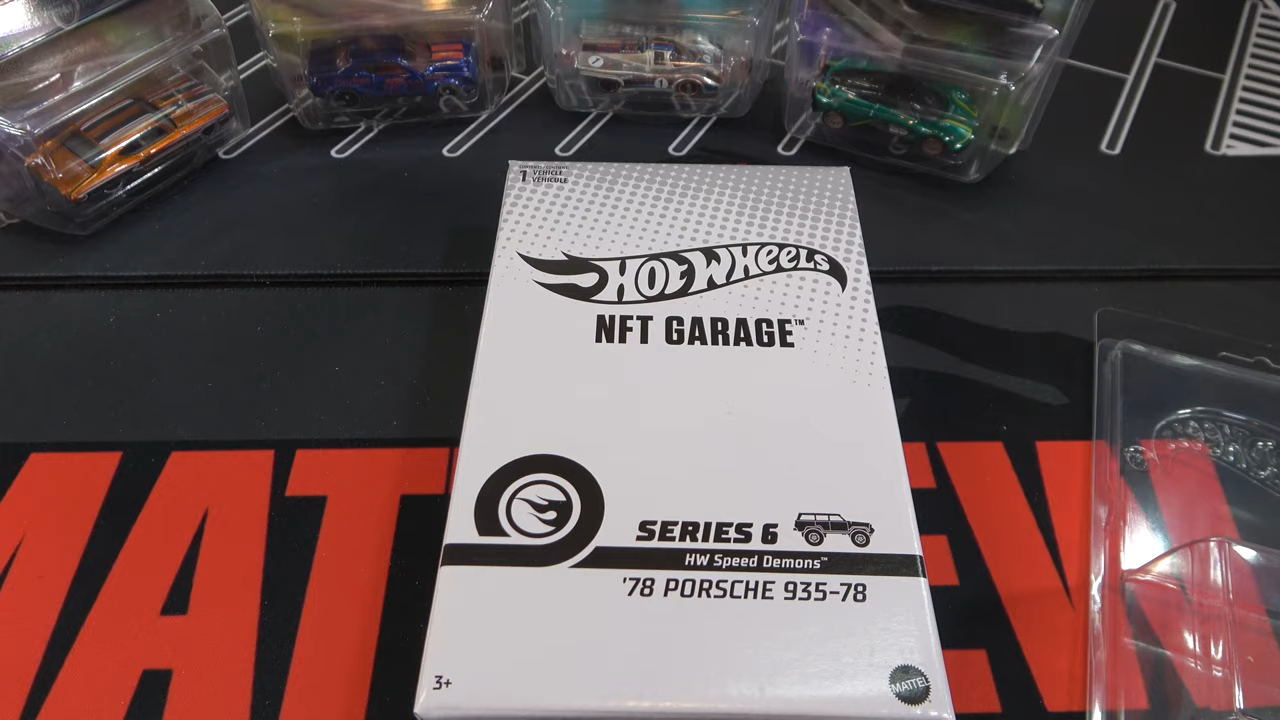 CONTENTS/CONTENU:
1 VEHICLE
VÉHICULE
HOT WHEELS
NFT GARAGE™
SERIES 6
HW Speed Demons™
'78 PORSCHE 935-78
3+
MATTEL
MATTHEW